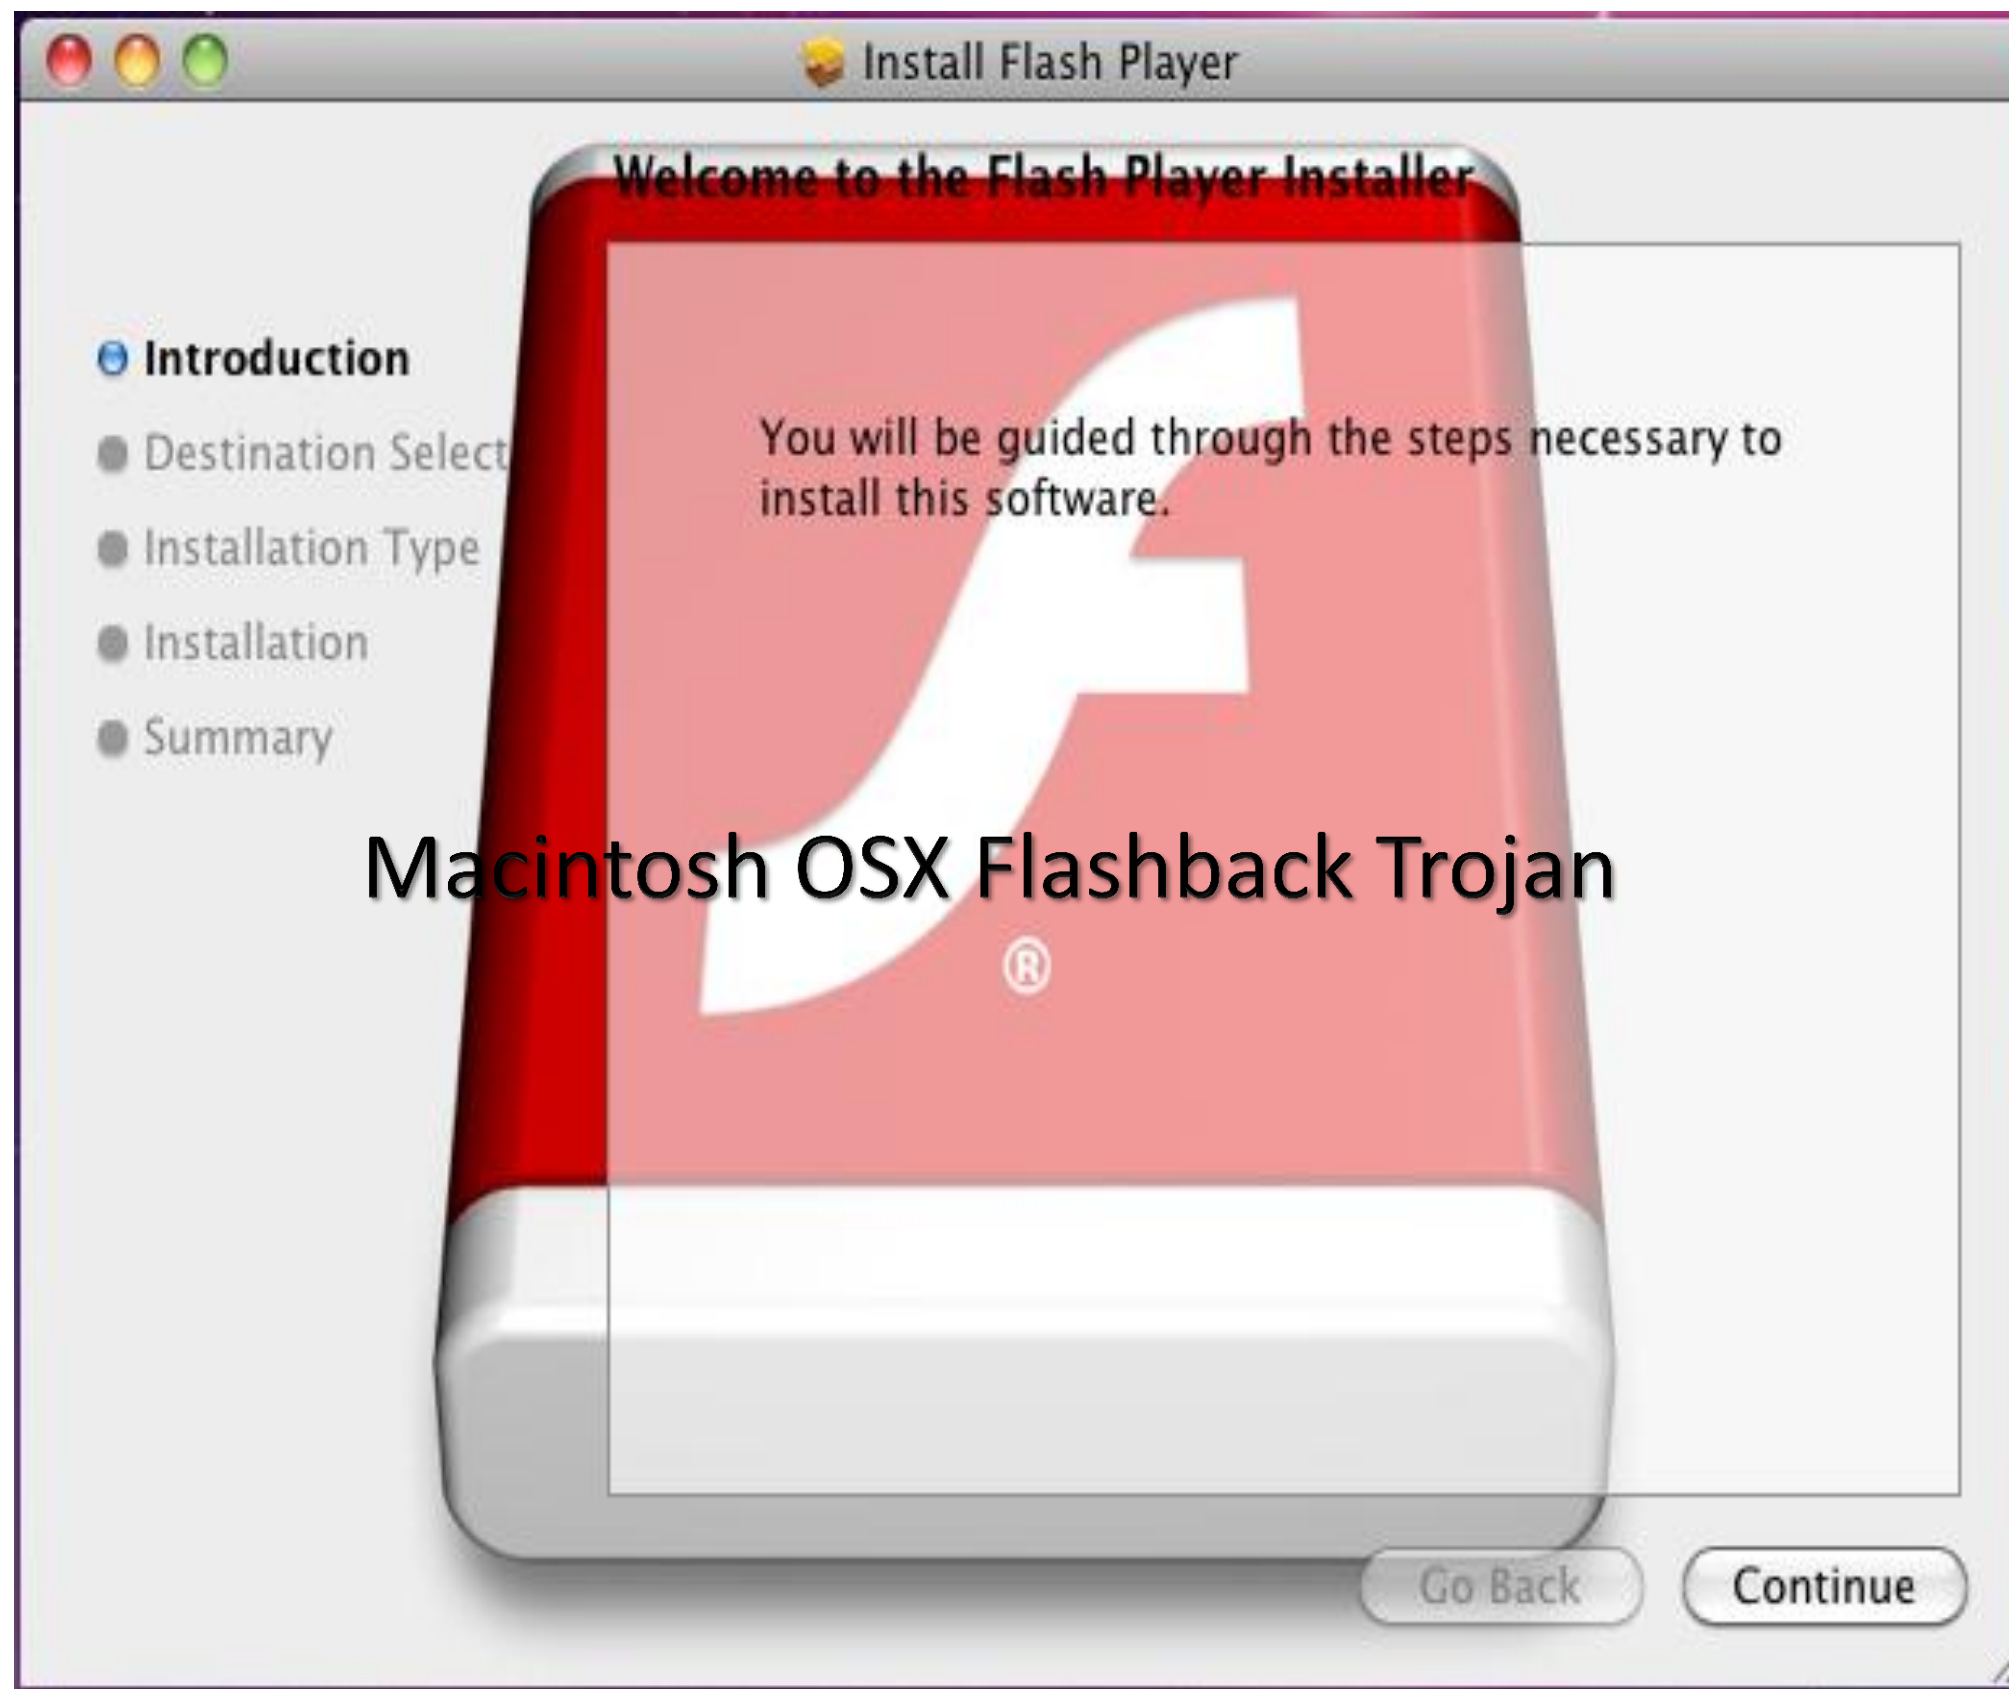 Install Flash Player
Welcome to the Flash Player Installer
Introduction
Destination Select
Installation Type
Installation
Summary
You will be guided through the steps necessary to
install this software.
Macintosh OSX Flashback Trojan
®
Go Back
Continue